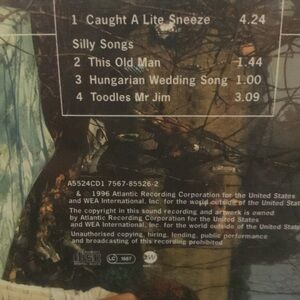 1 Caught A Lite Sneeze 4.24
Silly Songs
2 This Old Man 1.44
3 Hungarian Wedding Song 1.00
4 Toodles Mr Jim 3.09
A5524CD1 7567-85526-2
& 1996 Atlantic Recording Corporation for the United States
and WEA International, Inc. for the world outside of the United States
The copyright in this sound recording and artwork is owned
by Atlantic Recording Corporation for the United States
and WEA International, Inc. for the world outside of the United States
Unauthorised copying, hiring, lending, public performance
and broadcasting of this recording prohibited
LC